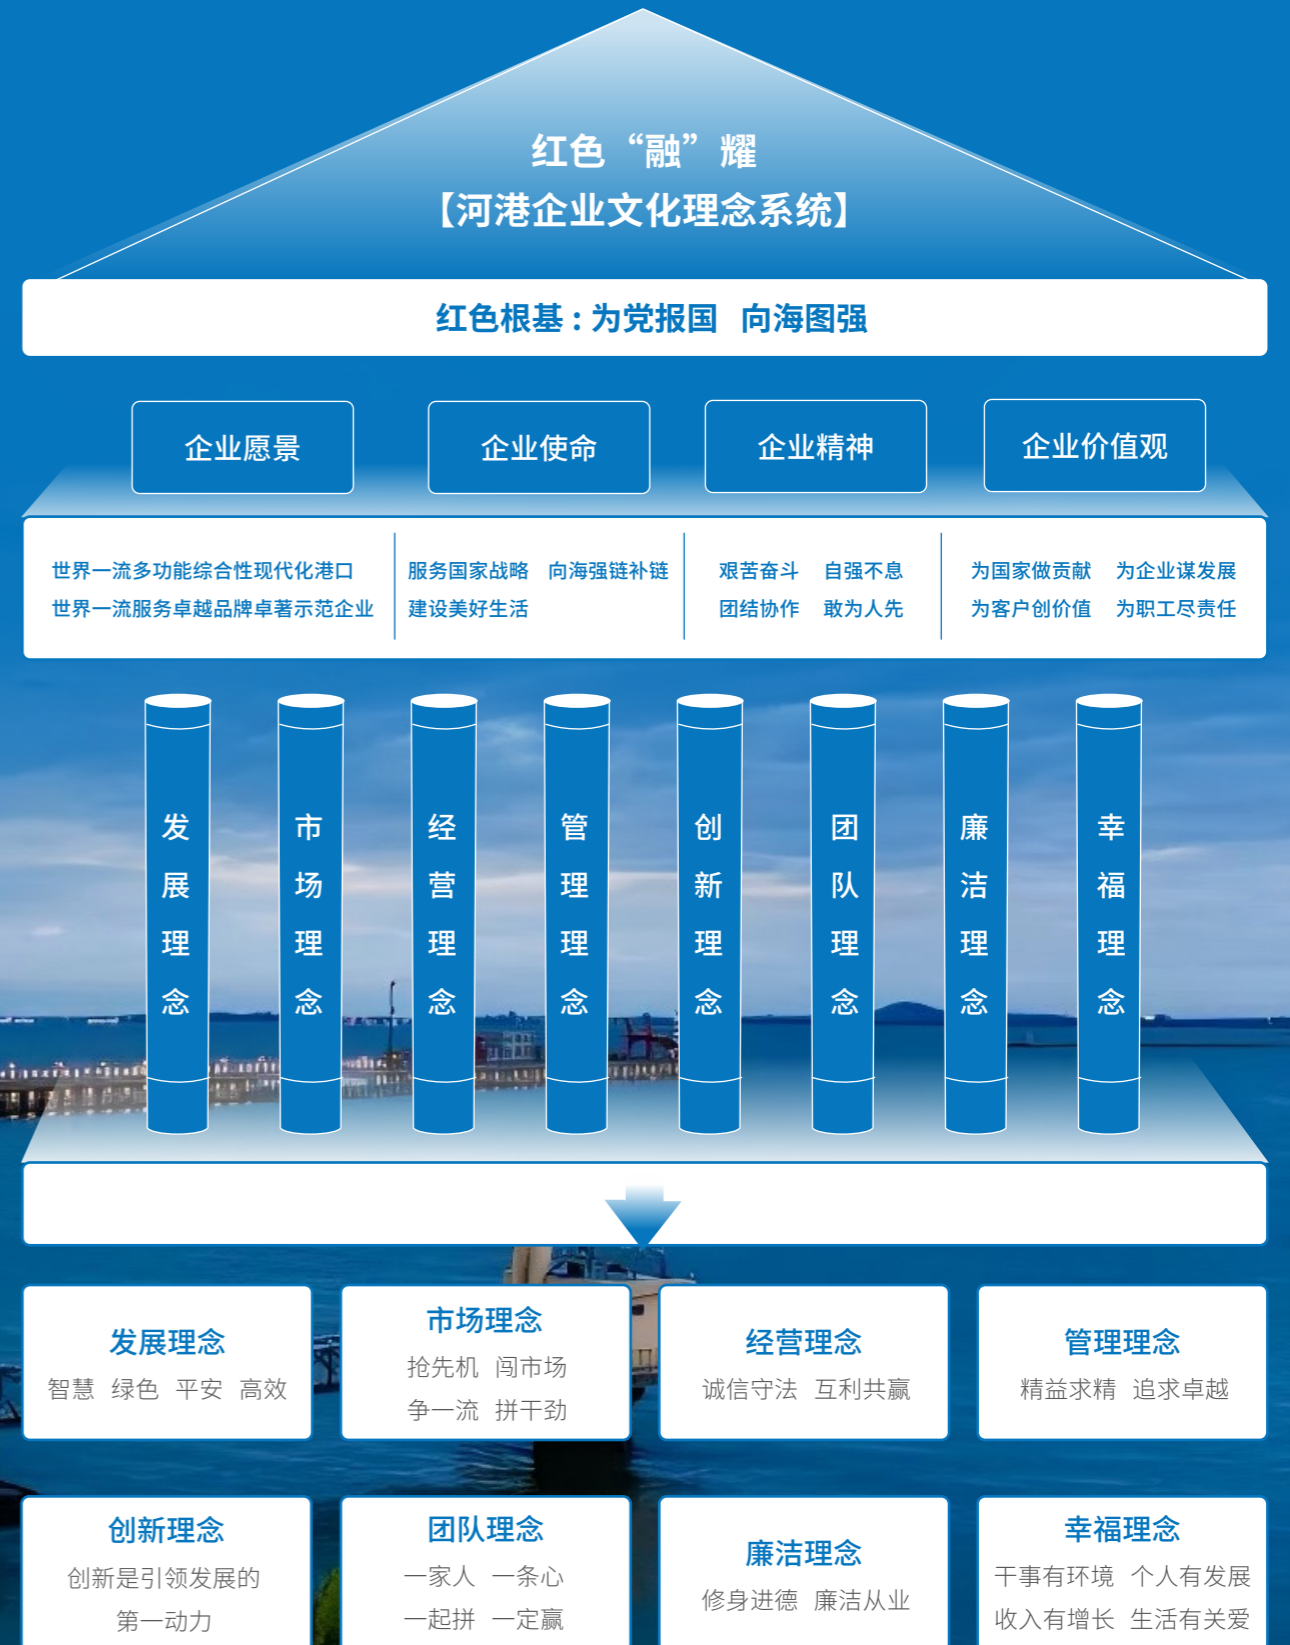 红色“融”耀
【河港企业文化理念系统】
红色根基：为党报国 向海图强
企业愿景
企业使命
企业精神
企业价值观
世界一流多功能综合性现代化港口
世界一流服务卓越品牌卓著示范企业
服务国家战略 向海强链补链
建设美好生活
艰苦奋斗 自强不息
团结协作 敢为人先
为国家做贡献 为企业谋发展
为客户创价值 为职工尽责任
发展理念
市场理念
经营理念
管理理念
创新理念
团队理念
廉洁理念
幸福理念
发展理念
智慧 绿色 平安 高效
市场理念
抢先机 闯市场
争一流 拼干劲
经营理念
诚信守法 互利共赢
管理理念
精益求精 追求卓越
创新理念
创新是引领发展的
第一动力
团队理念
一家人 一条心
一起拼 一定赢
廉洁理念
修身进德 廉洁从业
幸福理念
干事有环境 个人有发展
收入有增长 生活有关爱